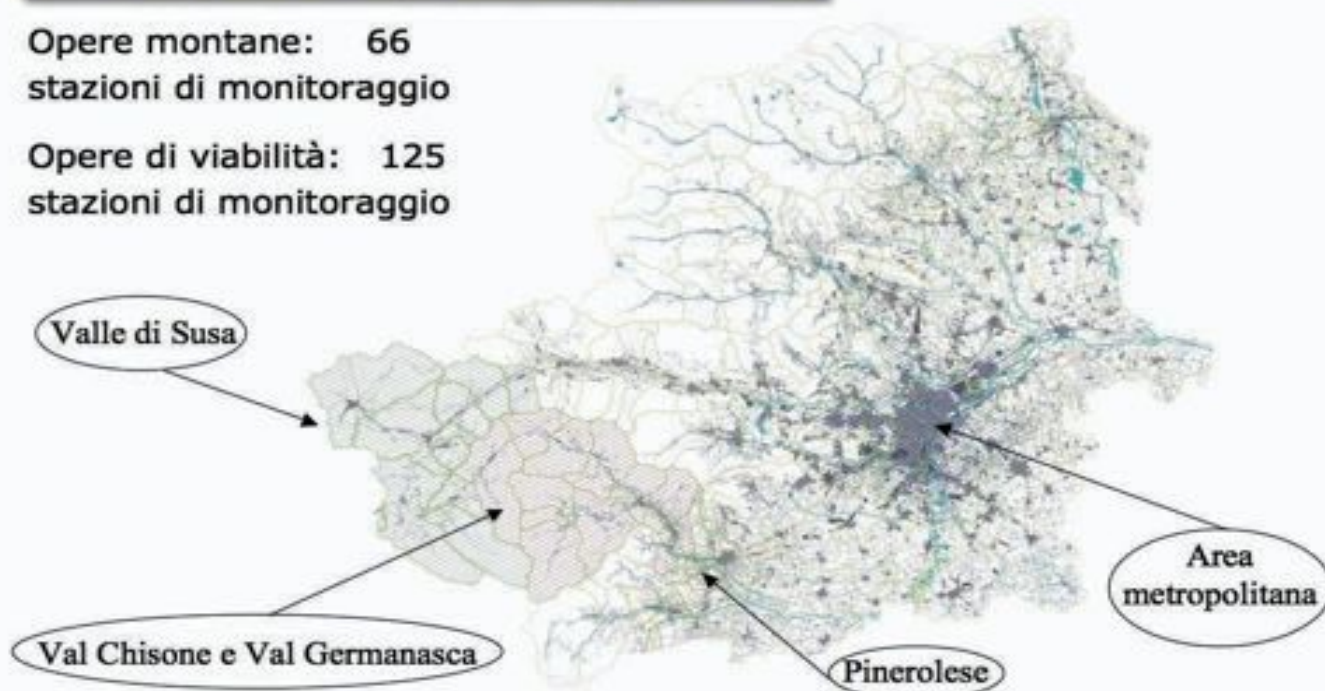 Opere montane: 66
stazioni di monitoraggio
Opere di viabilità: 125
stazioni di monitoraggio
Valle di Susa
Area
metropolitana
Val Chisone e Val Germanasca
Pinerolese